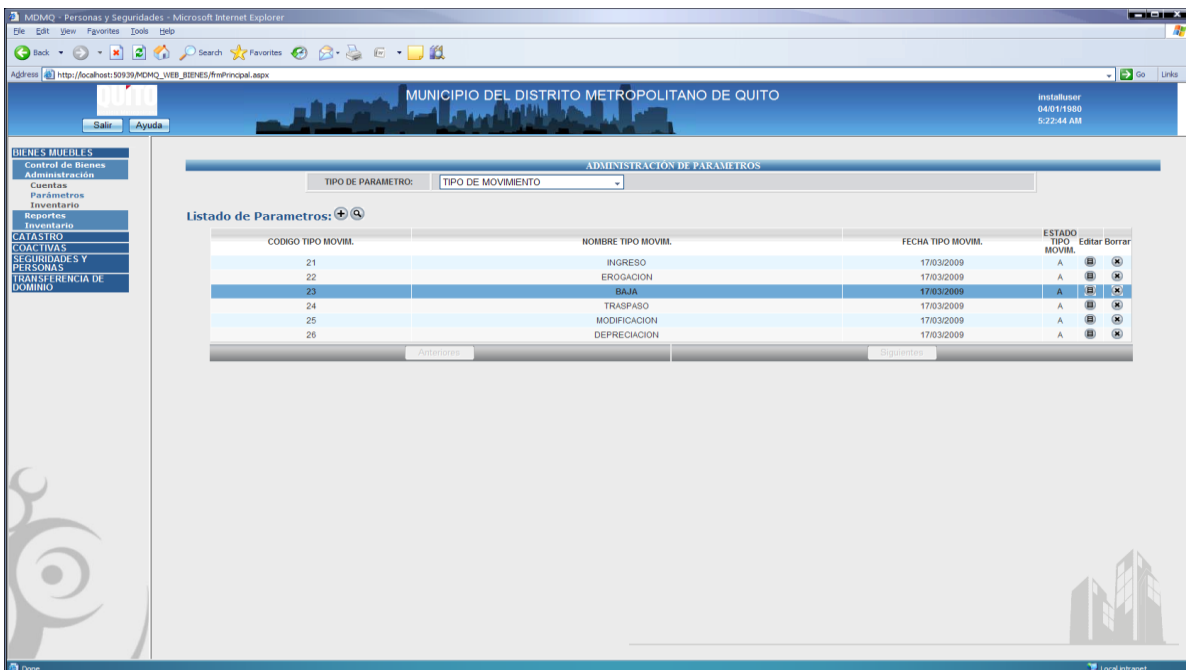 MDMQ - Personas y Seguridades - Microsoft Internet Explorer
File Edit View Favorites Tools Help
Back Search Favorites
Address http://localhost:50939/MDMQ_WEB_BIENES/frmPrincipal.aspx Go Links
QUITO
MUNICIPIO DEL DISTRITO METROPOLITANO DE QUITO
installuser
04/01/1980
5:22:44 AM
Salir Ayuda
BIENES MUEBLES
Control de Bienes
Administración
Cuentas
Parámetros
Inventario
Reportes
Inventario
CATASTRO
COACTIVAS
SEGURIDADES Y
PERSONAS
TRANSFERENCIA DE
DOMINIO
ADMINISTRACIÓN DE PARAMETROS
TIPO DE PARAMETRO: TIPO DE MOVIMIENTO
Listado de Parametros:
CODIGO TIPO MOVIM. NOMBRE TIPO MOVIM. FECHA TIPO MOVIM. ESTADO TIPO MOVIM. Editar Borrar
21 INGRESO 17/03/2009 A
22 EROGACION 17/03/2009 A
23 BAJA 17/03/2009 A
24 TRASPASO 17/03/2009 A
25 MODIFICACION 17/03/2009 A
26 DEPRECIACION 17/03/2009 A
Anteriores Siguientes
Done Local intranet